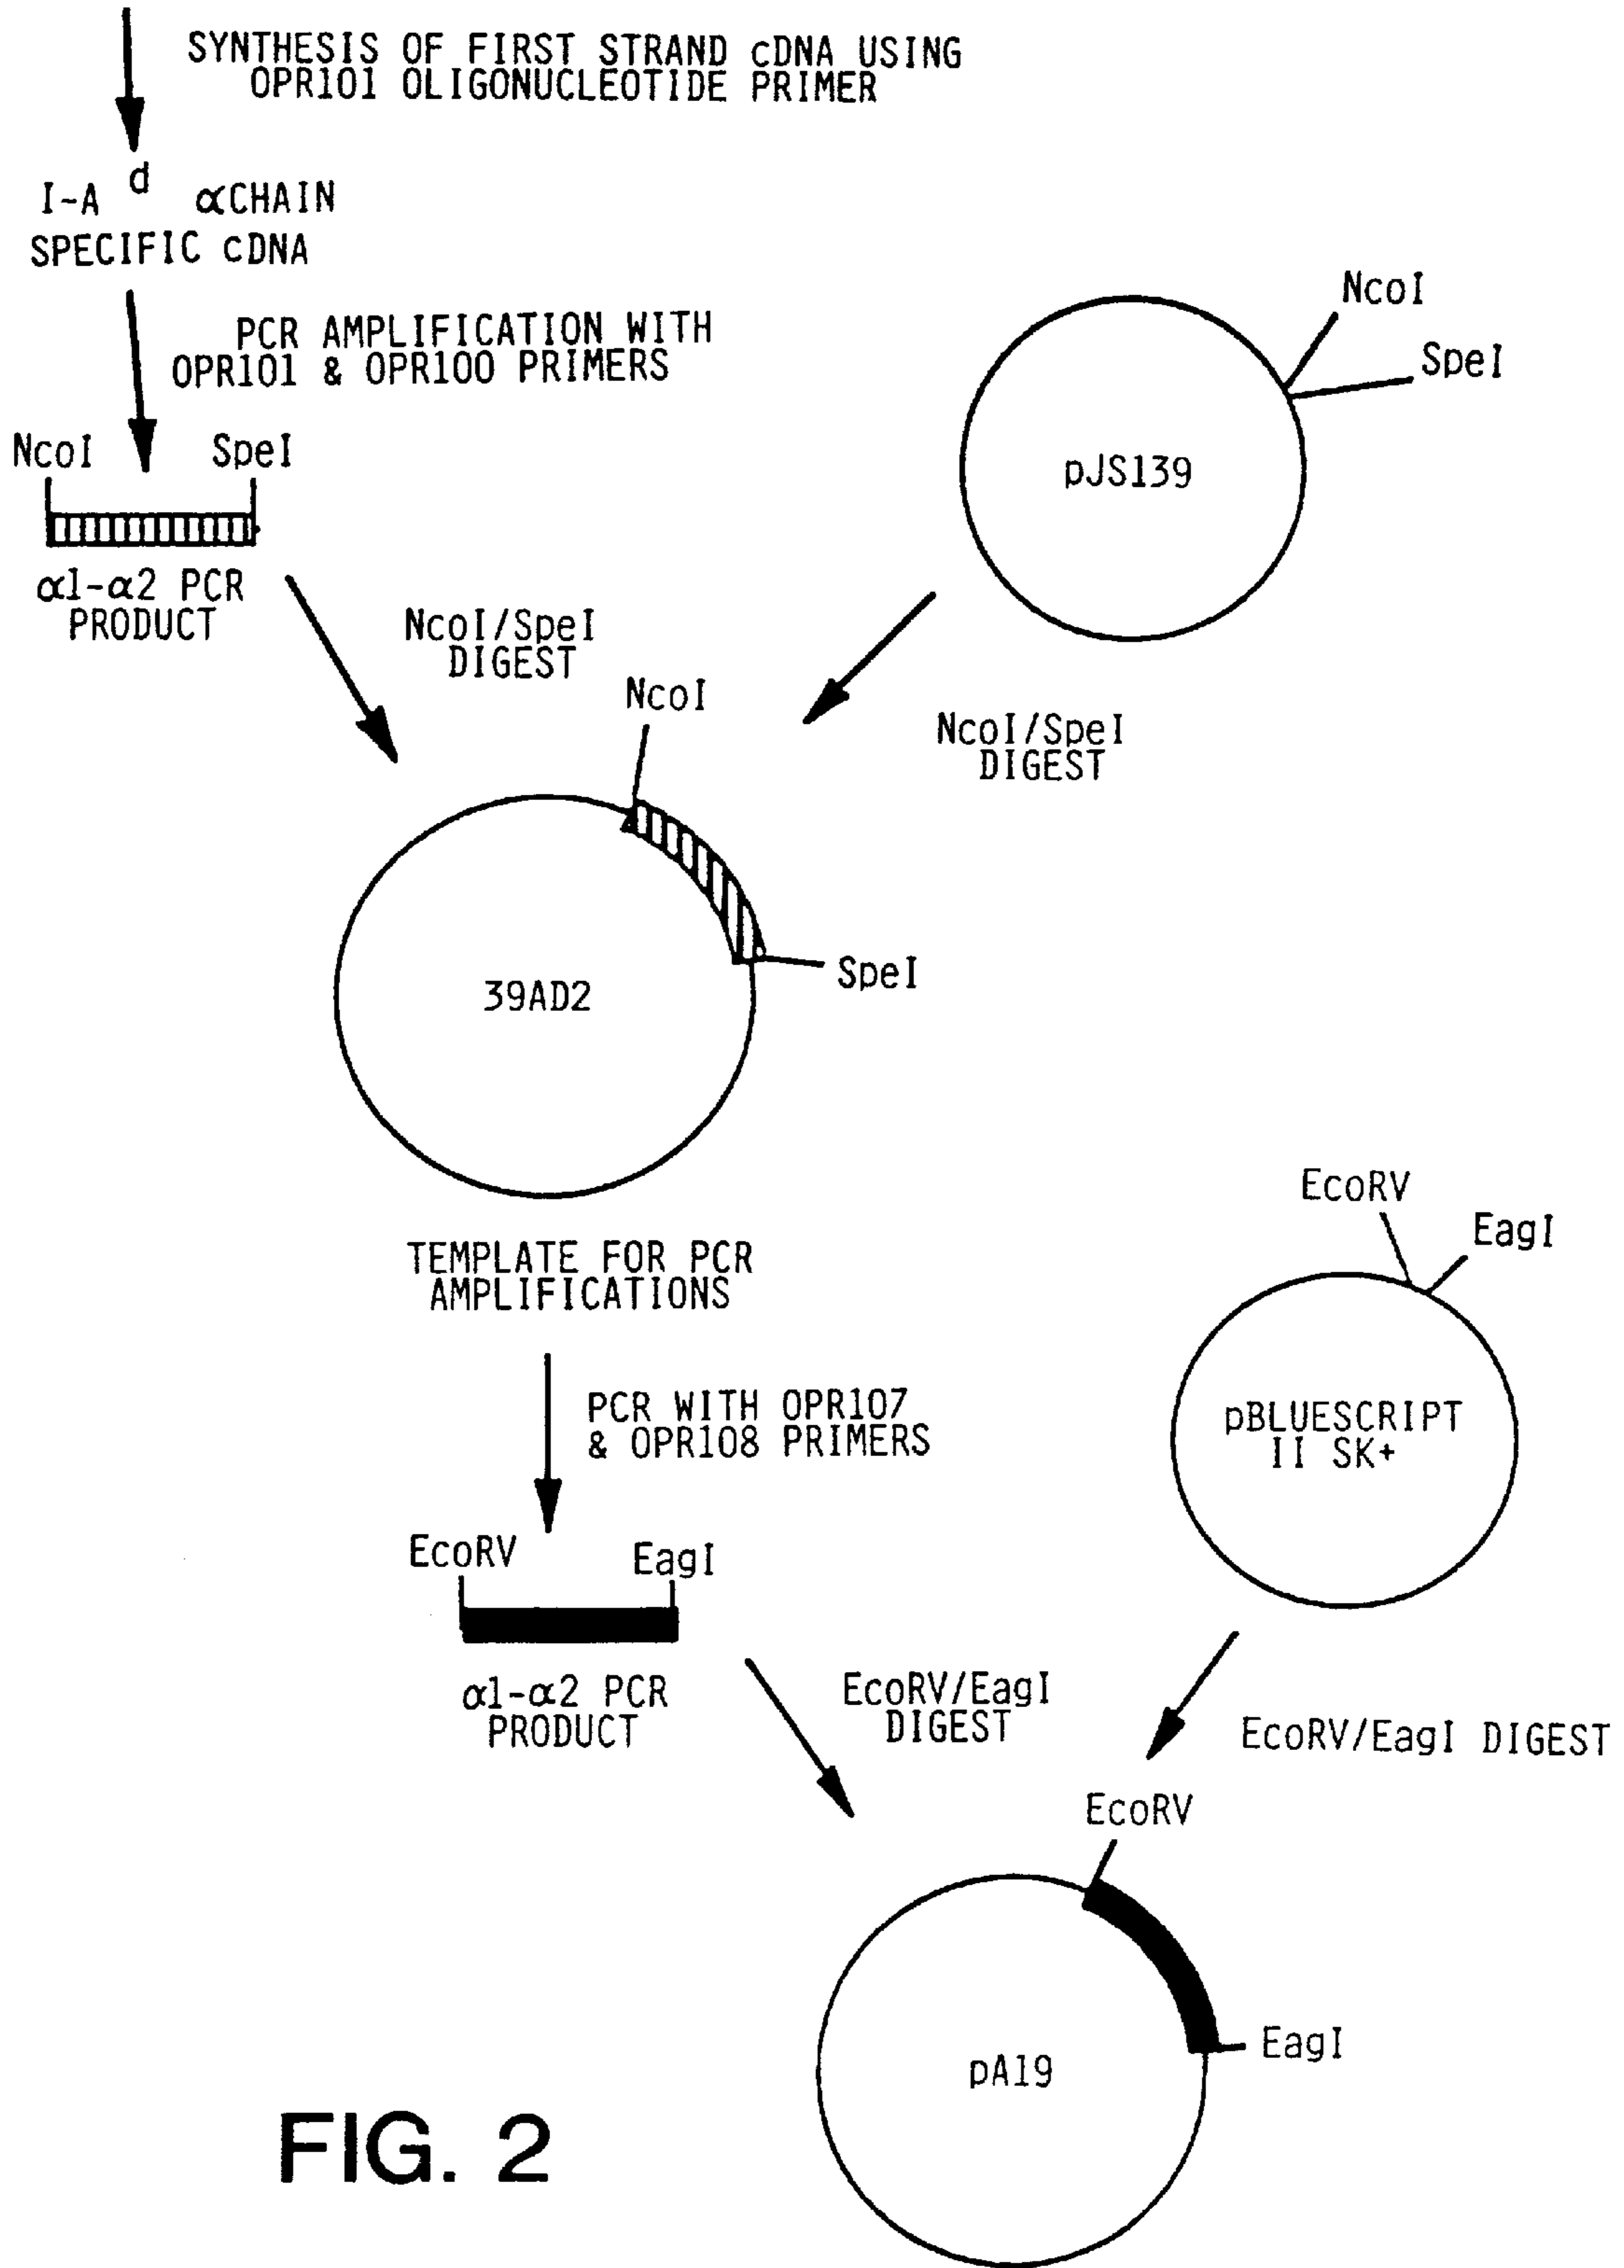 SYNTHESIS OF FIRST STRAND cDNA USING
OPR101 OLIGONUCLEOTIDE PRIMER
I-A d αCHAIN
SPECIFIC cDNA
PCR AMPLIFICATION WITH
OPR101 & OPR100 PRIMERS
NcoI
SpeI
α1-α2 PCR
PRODUCT
NcoI
SpeI
pJS139
NcoI/SpeI
DIGEST
NcoI/SpeI
DIGEST
NcoI
SpeI
39AD2
TEMPLATE FOR PCR
AMPLIFICATIONS
PCR WITH OPR107
& OPR108 PRIMERS
EcoRV
EagI
α1-α2 PCR
PRODUCT
EcoRV
EagI
pBLUESCRIPT
II SK+
EcoRV/EagI
DIGEST
EcoRV/EagI DIGEST
EcoRV
EagI
pA19
FIG. 2